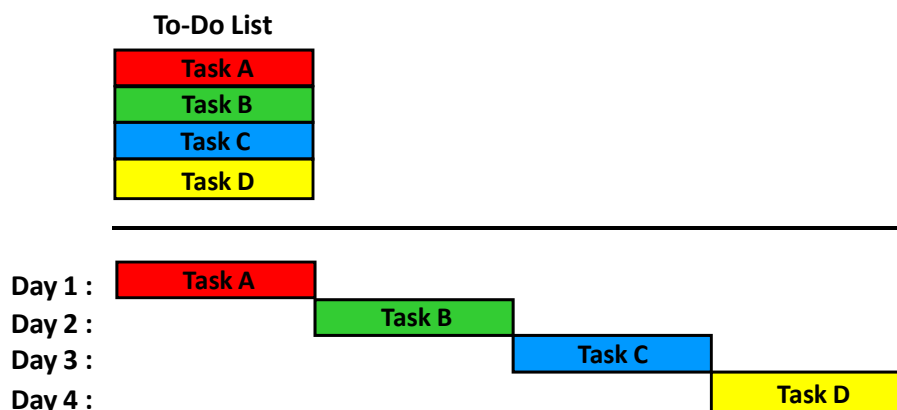 To-Do List
Task A
Task B
Task C
Task D
Day 1 : Task A
Day 2 : Task B
Day 3 : Task C
Day 4 : Task D